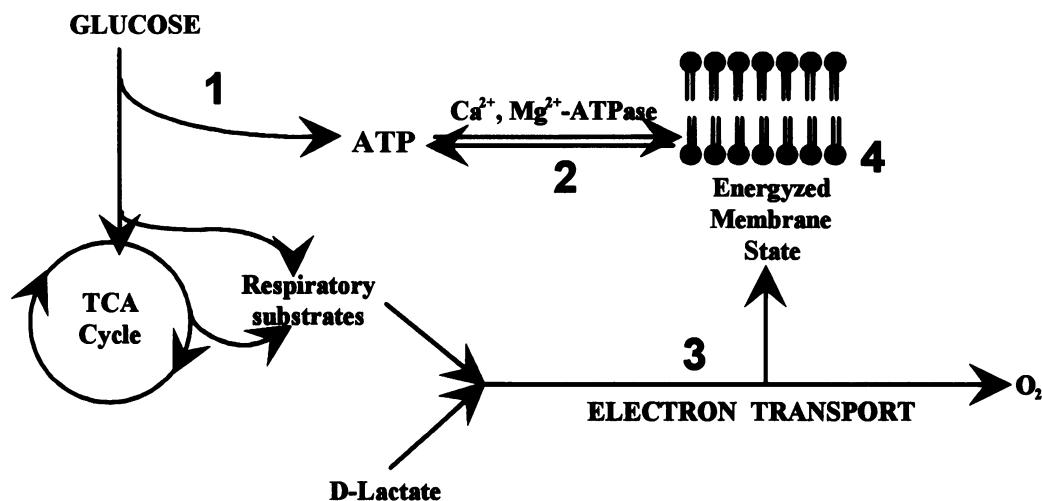 GLUCOSE
1
Ca²⁺, Mg²⁺-ATPase
ATP
2
4
Energyzed
Membrane
State
TCA
Cycle
Respiratory
substrates
3
O₂
ELECTRON TRANSPORT
D-Lactate